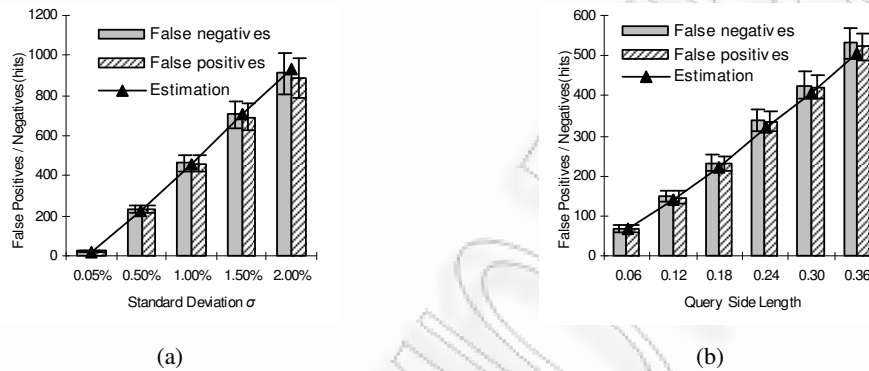 1200
1000
800
600
400
200
0
False Positives / Negatives(hits)
False negatives
False positives
Estimation
0.05% 0.50% 1.00% 1.50% 2.00%
Standard Deviation σ
(a)
600
500
400
300
200
100
0
False Positives / Negatives(hits)
False negatives
False positives
Estimation
0.06 0.12 0.18 0.24 0.30 0.36
Query Side Length
(b)